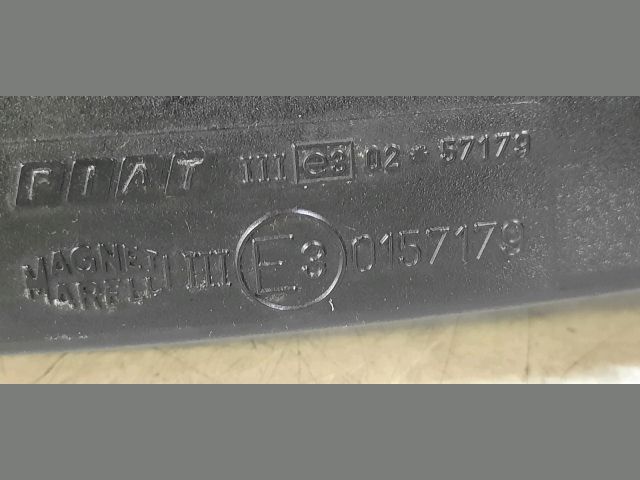 FIAT III e3 02*57179
MAGNETI
MARELLI III E3 0157179